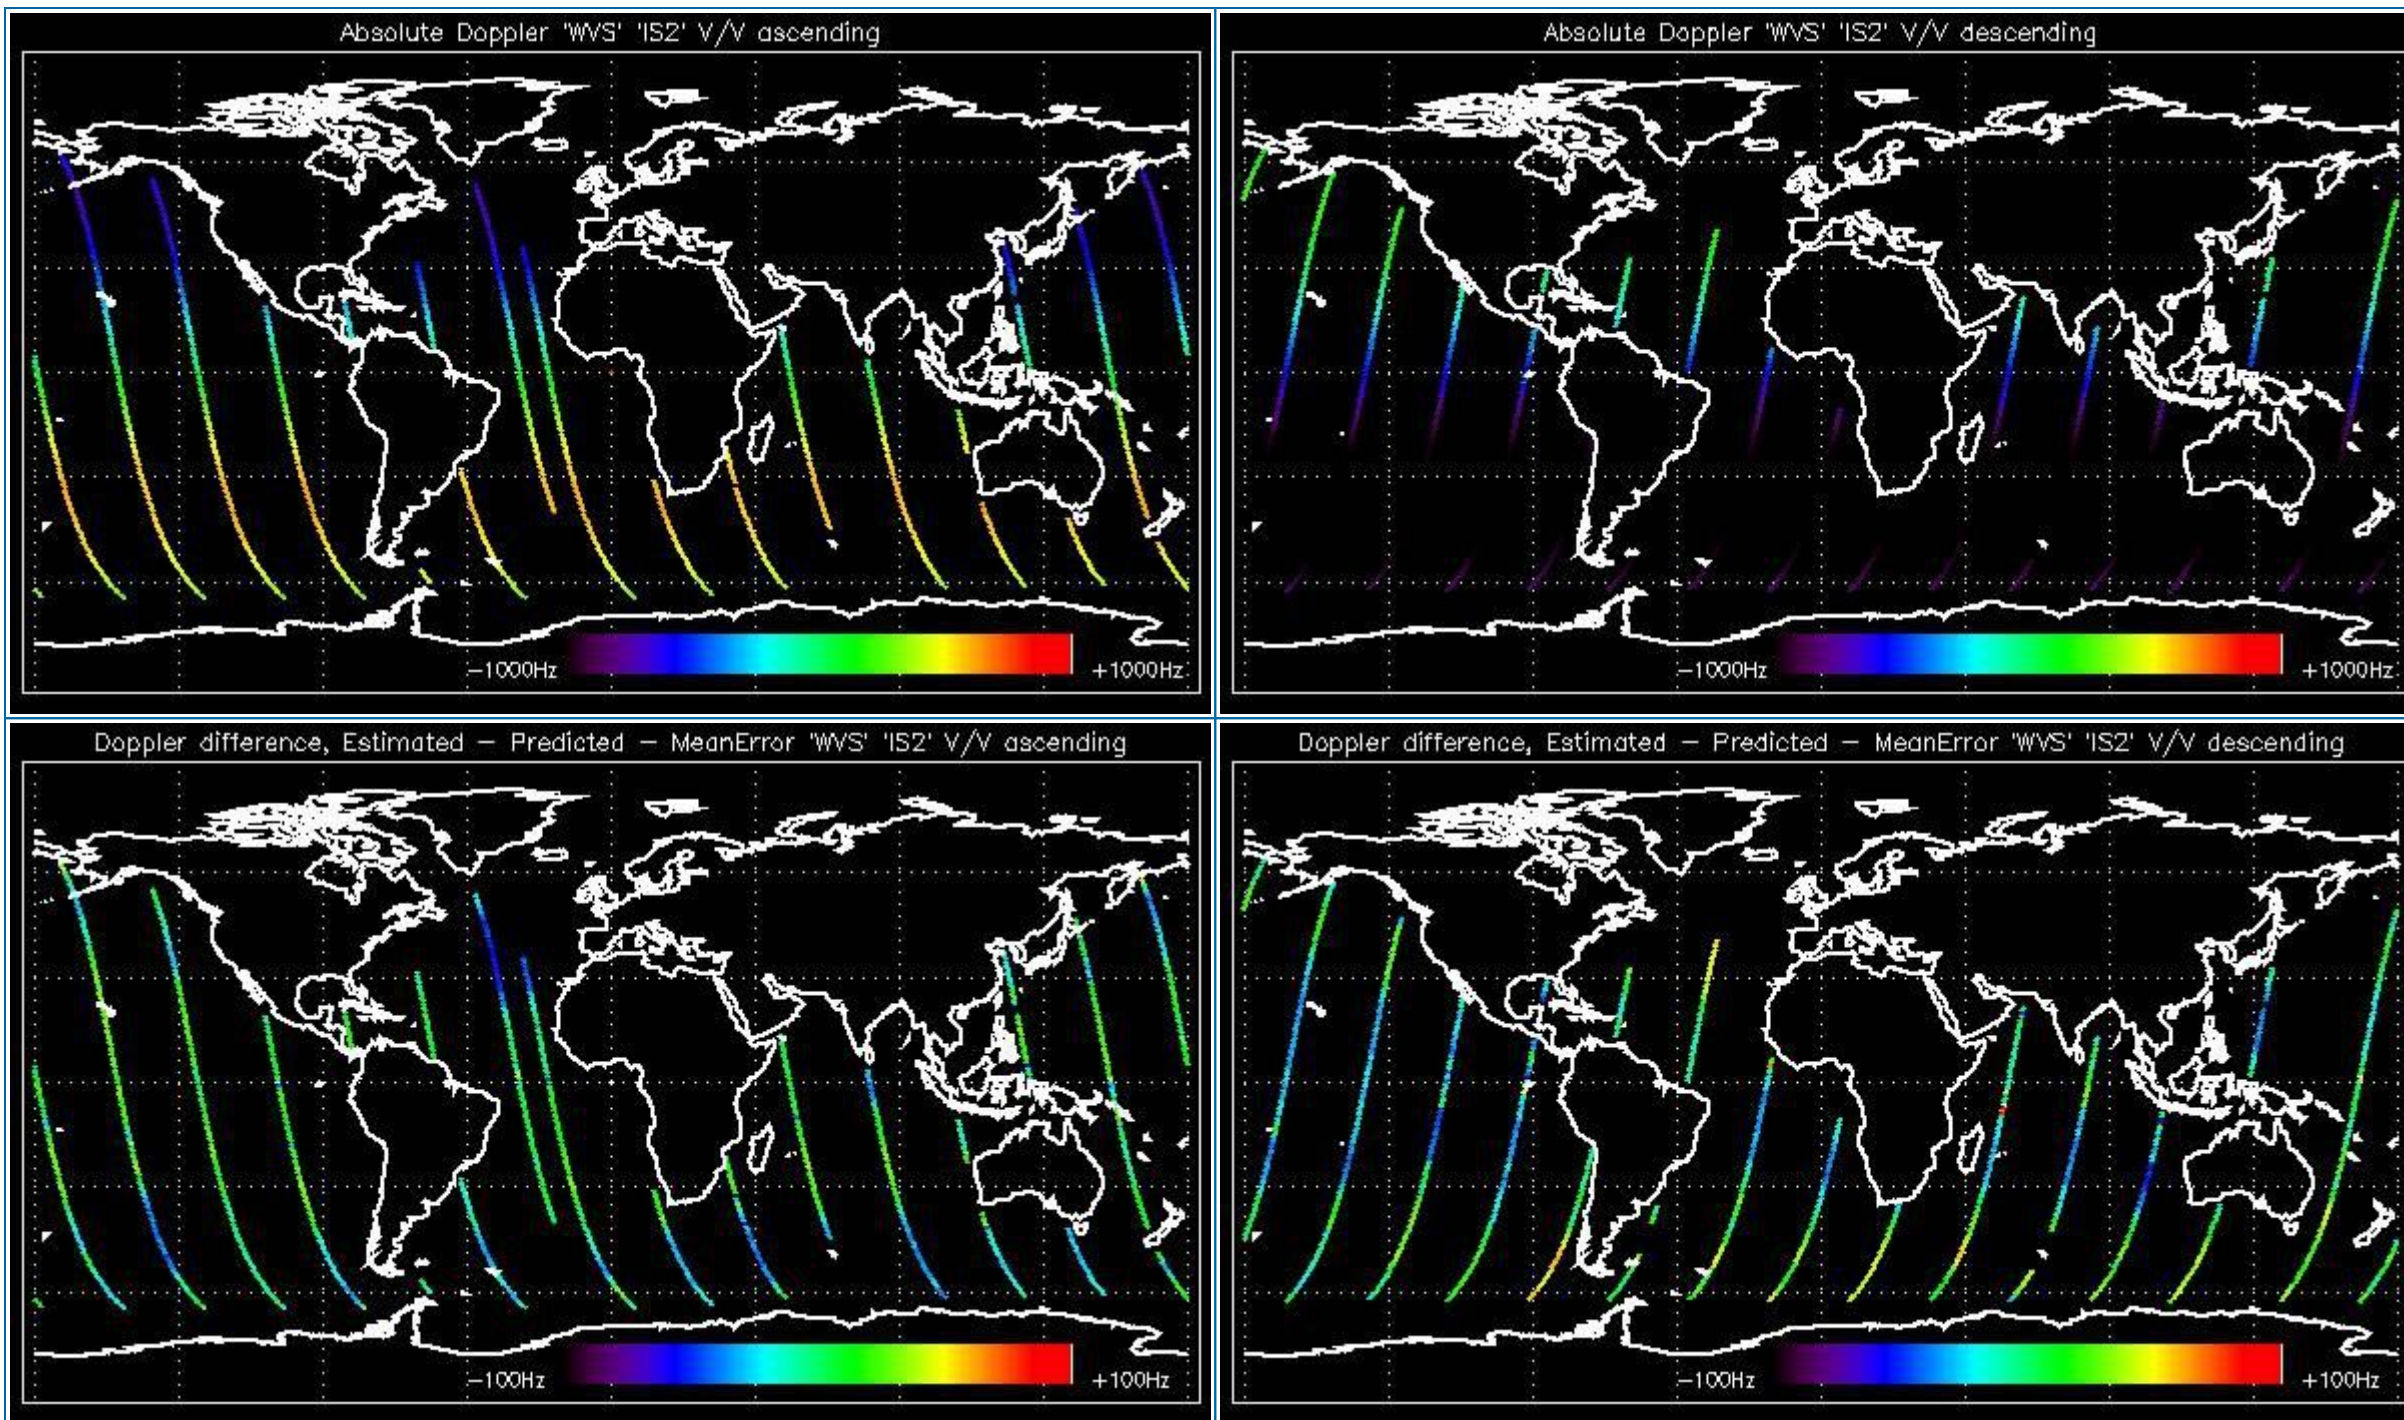 Absolute Doppler 'WVS' 'IS2' V/V ascending
−1000Hz
+1000Hz
Absolute Doppler 'WVS' 'IS2' V/V descending
−1000Hz
+1000Hz
Doppler difference, Estimated − Predicted − MeanError 'WVS' 'IS2' V/V ascending
−100Hz
+100Hz
Doppler difference, Estimated − Predicted − MeanError 'WVS' 'IS2' V/V descending
−100Hz
+100Hz